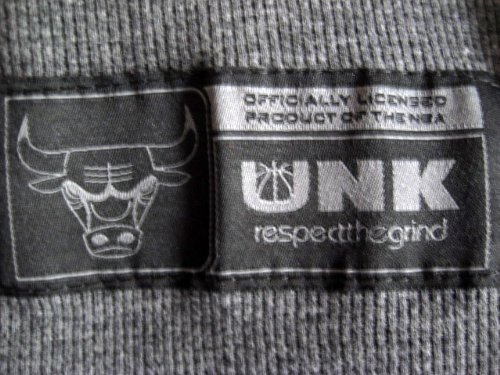 OFFICIALLY LICENSED
PRODUCT OF THE NBA
UNK
respectthegrind